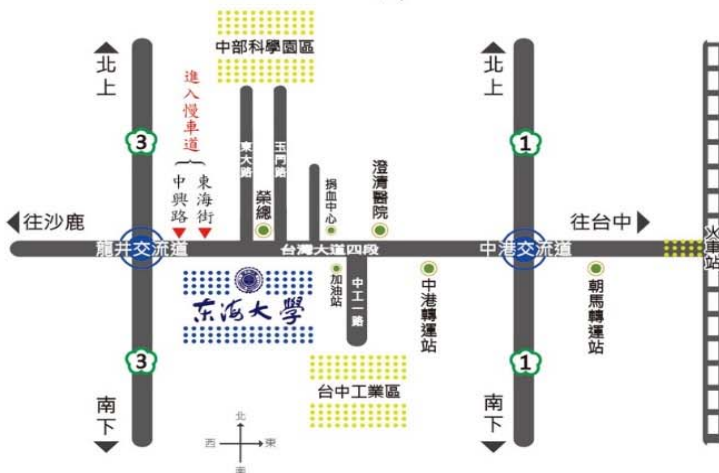 中部科學園區
北上
北上
進入慢車道
3
1
東大路
玉門路
中興路
東海街
榮總
捐血中心
澄清醫院
往沙鹿
往台中
龍井交流道
台灣大道四段
中港交流道
火車站
東海大學
加油站
中工一路
中港轉運站
朝馬轉運站
3
1
台中工業區
南下
南下
北
西
東
南